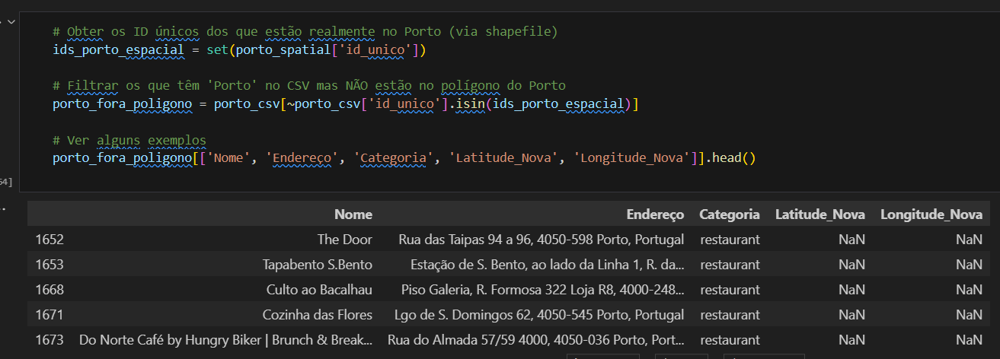 # Obter os ID únicos dos que estão realmente no Porto (via shapefile)
ids_porto_espacial = set(porto_spatial['id_unico'])
# Filtrar os que têm 'Porto' no CSV mas NÃO estão no polígono do Porto
porto_fora_poligono = porto_csv[~porto_csv['id_unico'].isin(ids_porto_espacial)]
# Ver alguns exemplos
porto_fora_poligono[['Nome', 'Endereço', 'Categoria', 'Latitude_Nova', 'Longitude_Nova']].head()
Nome Endereço Categoria Latitude_Nova Longitude_Nova
1652 The Door Rua das Taipas 94 a 96, 4050-598 Porto, Portugal restaurant NaN NaN
1653 Tapabento S.Bento Estação de S. Bento, ao lado da Linha 1, R. da... restaurant NaN NaN
1668 Culto ao Bacalhau Piso Galeria, R. Formosa 322 Loja R8, 4000-248... restaurant NaN NaN
1671 Cozinha das Flores Lgo de S. Domingos 62, 4050-545 Porto, Portugal restaurant NaN NaN
1673 Do Norte Café by Hungry Biker | Brunch & Break... Rua do Almada 57/59 4000, 4050-036 Porto, Port... restaurant NaN NaN